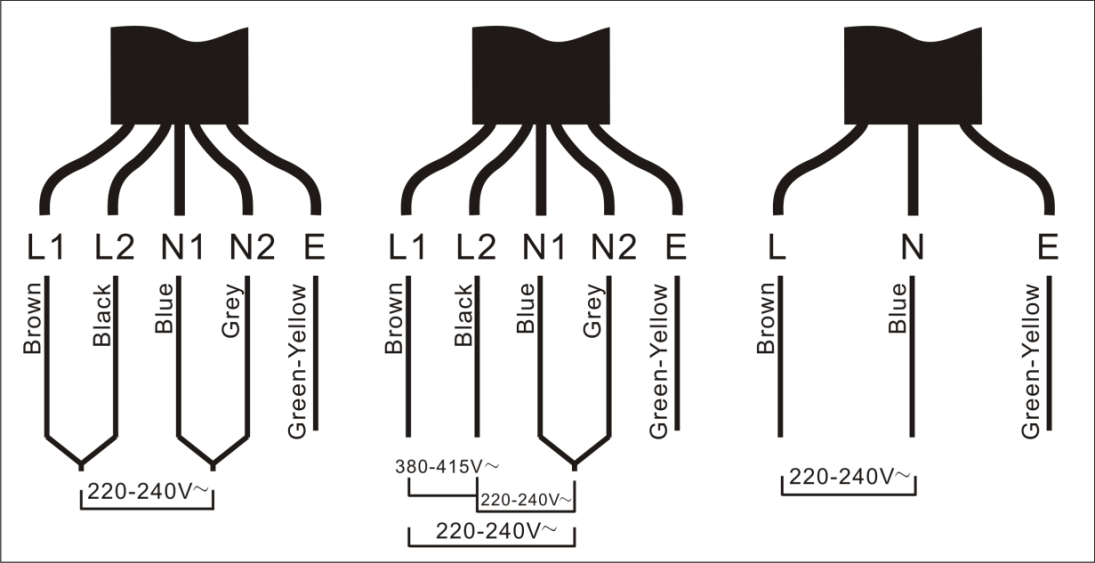 L1 L2 N1 N2 E
Brown
Black
Blue
Grey
Green-Yellow
220-240V~
L1 L2 N1 N2 E
Brown
Black
Blue
Grey
Green-Yellow
380-415V~
220-240V~
220-240V~
L N E
Brown
Blue
Green-Yellow
220-240V~